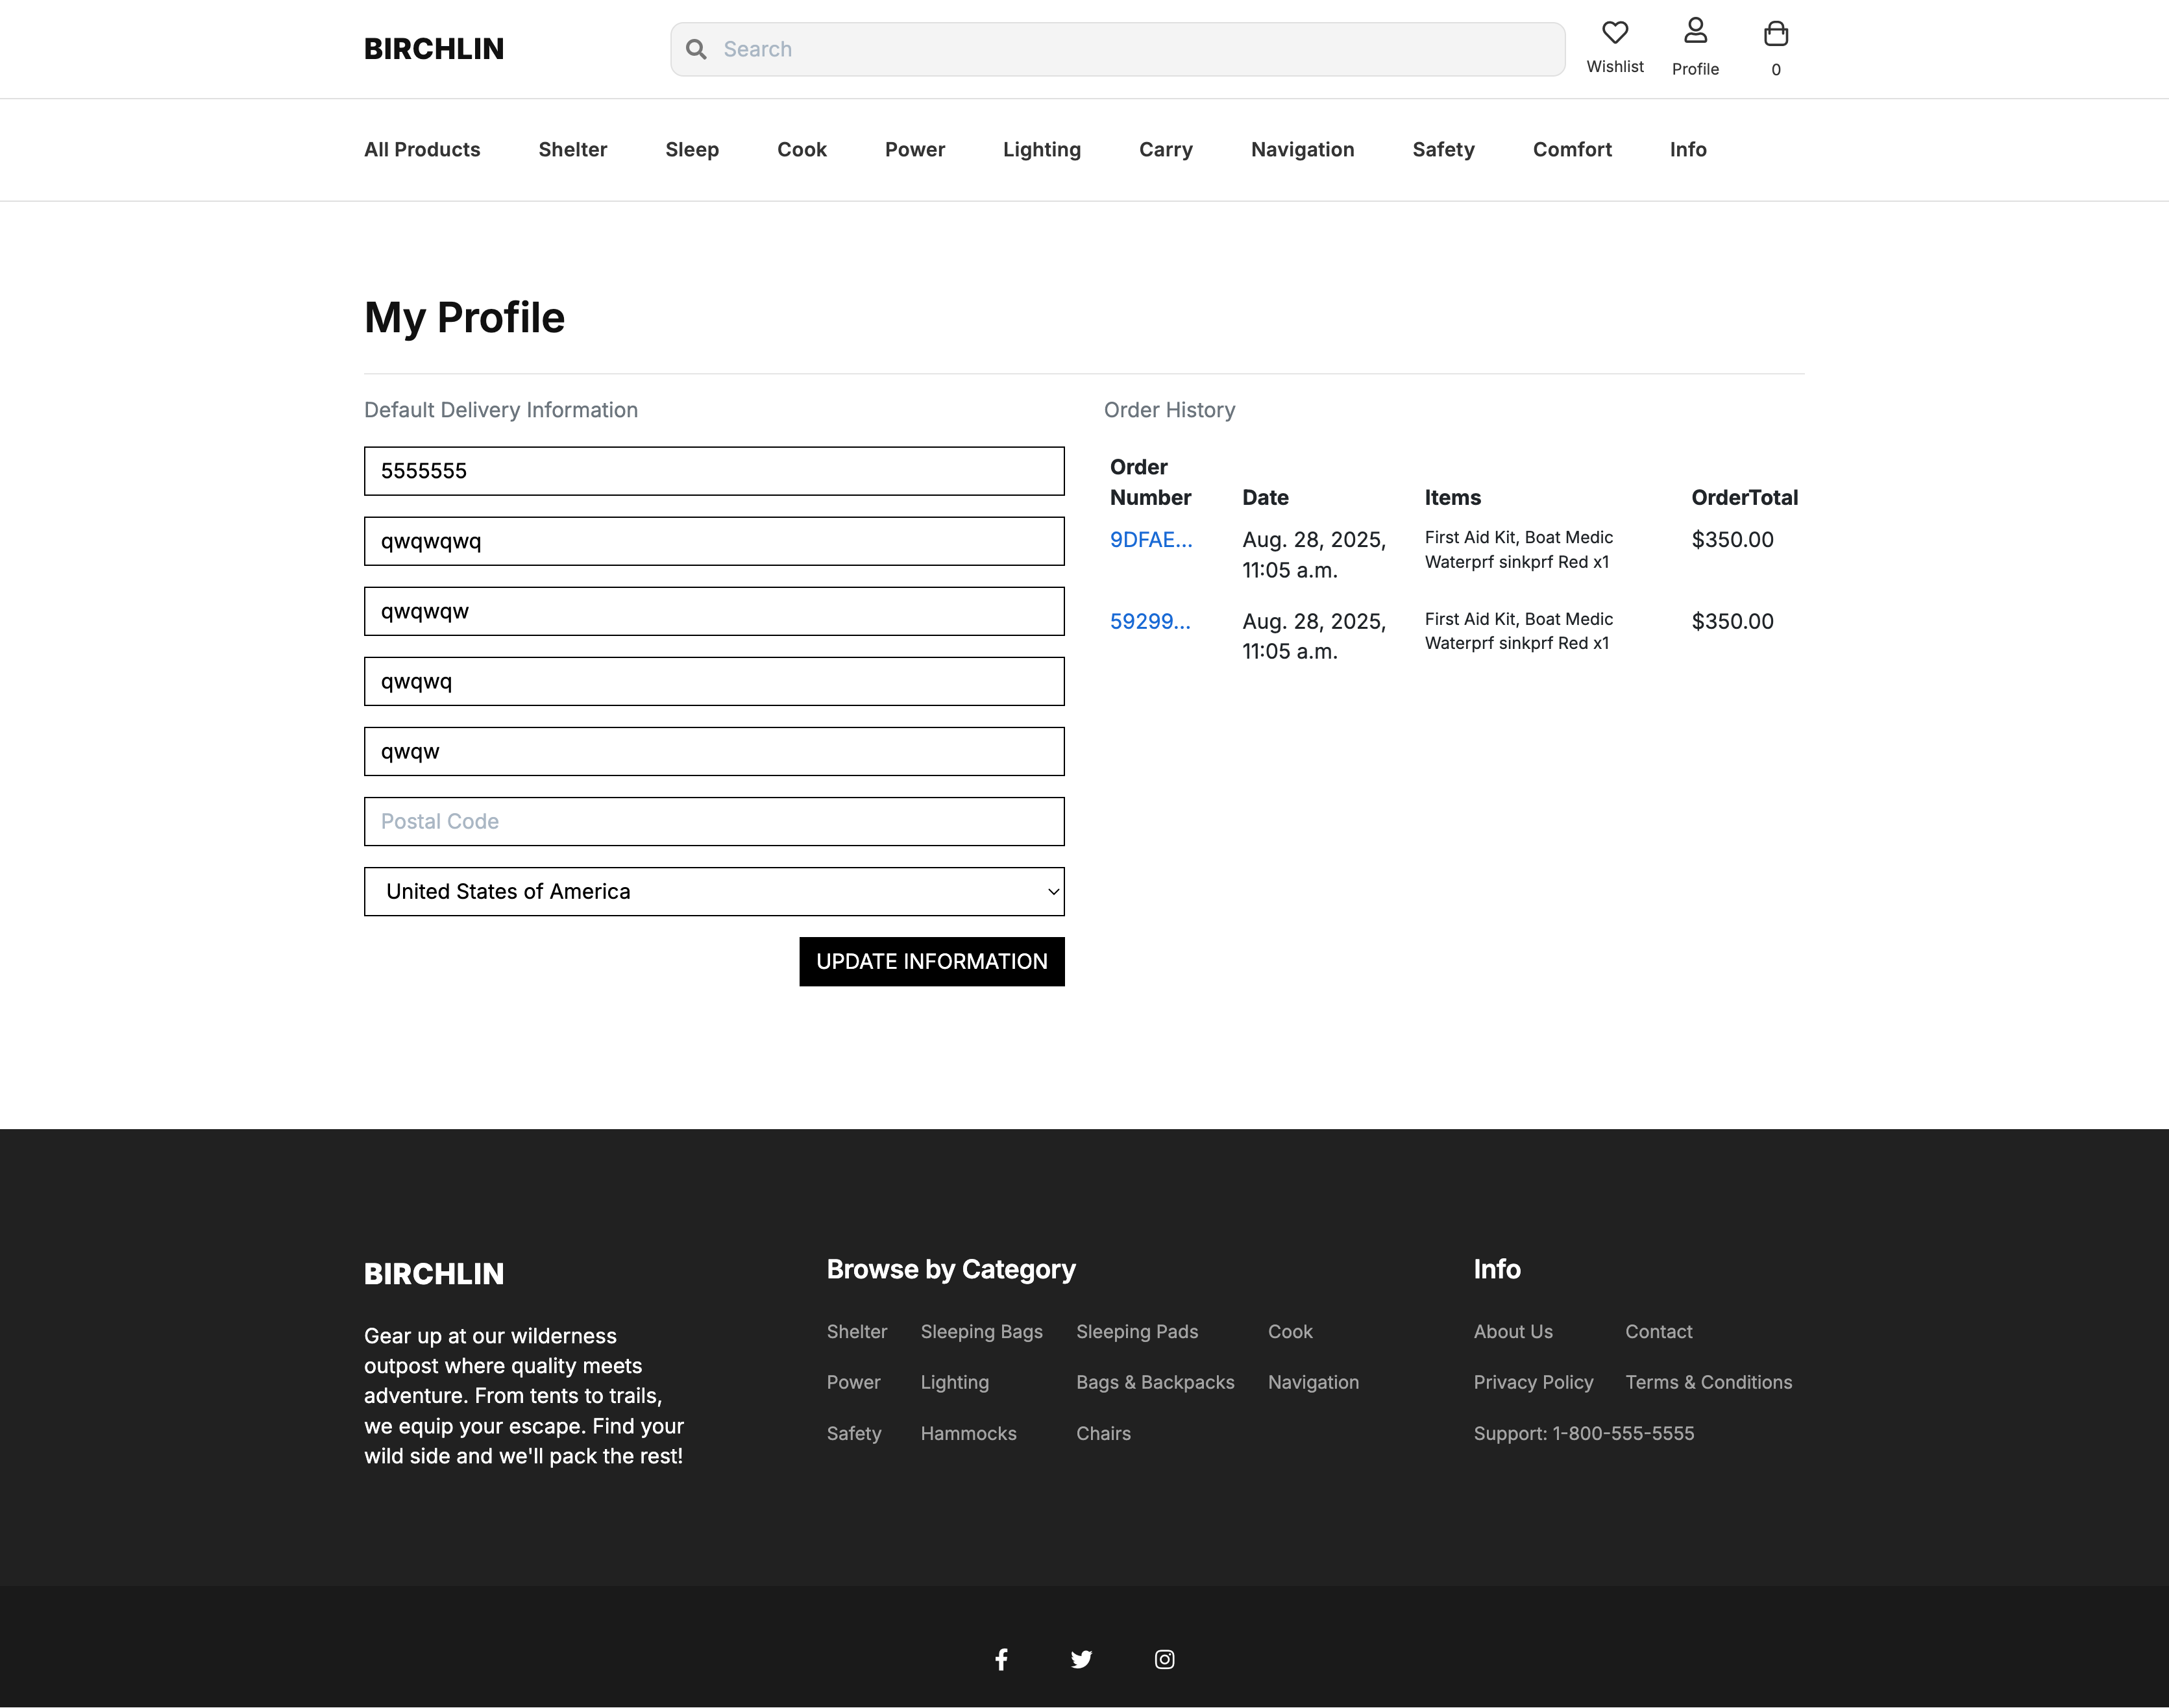 BIRCHLIN
Search
Wishlist
Profile
0
All Products
Shelter
Sleep
Cook
Power
Lighting
Carry
Navigation
Safety
Comfort
Info
My Profile
Default Delivery Information
5555555
qwqwqwq
qwqwqw
qwqwq
qwqw
Postal Code
United States of America
UPDATE INFORMATION
Order History
Order
Number
Date
Items
OrderTotal
9DFAE...
Aug. 28, 2025,
11:05 a.m.
First Aid Kit, Boat Medic
Waterprf sinkprf Red x1
$350.00
59299...
Aug. 28, 2025,
11:05 a.m.
First Aid Kit, Boat Medic
Waterprf sinkprf Red x1
$350.00
BIRCHLIN
Gear up at our wilderness
outpost where quality meets
adventure. From tents to trails,
we equip your escape. Find your
wild side and we'll pack the rest!
Browse by Category
Shelter
Sleeping Bags
Sleeping Pads
Cook
Power
Lighting
Bags & Backpacks
Navigation
Safety
Hammocks
Chairs
Info
About Us
Contact
Privacy Policy
Terms & Conditions
Support: 1-800-555-5555